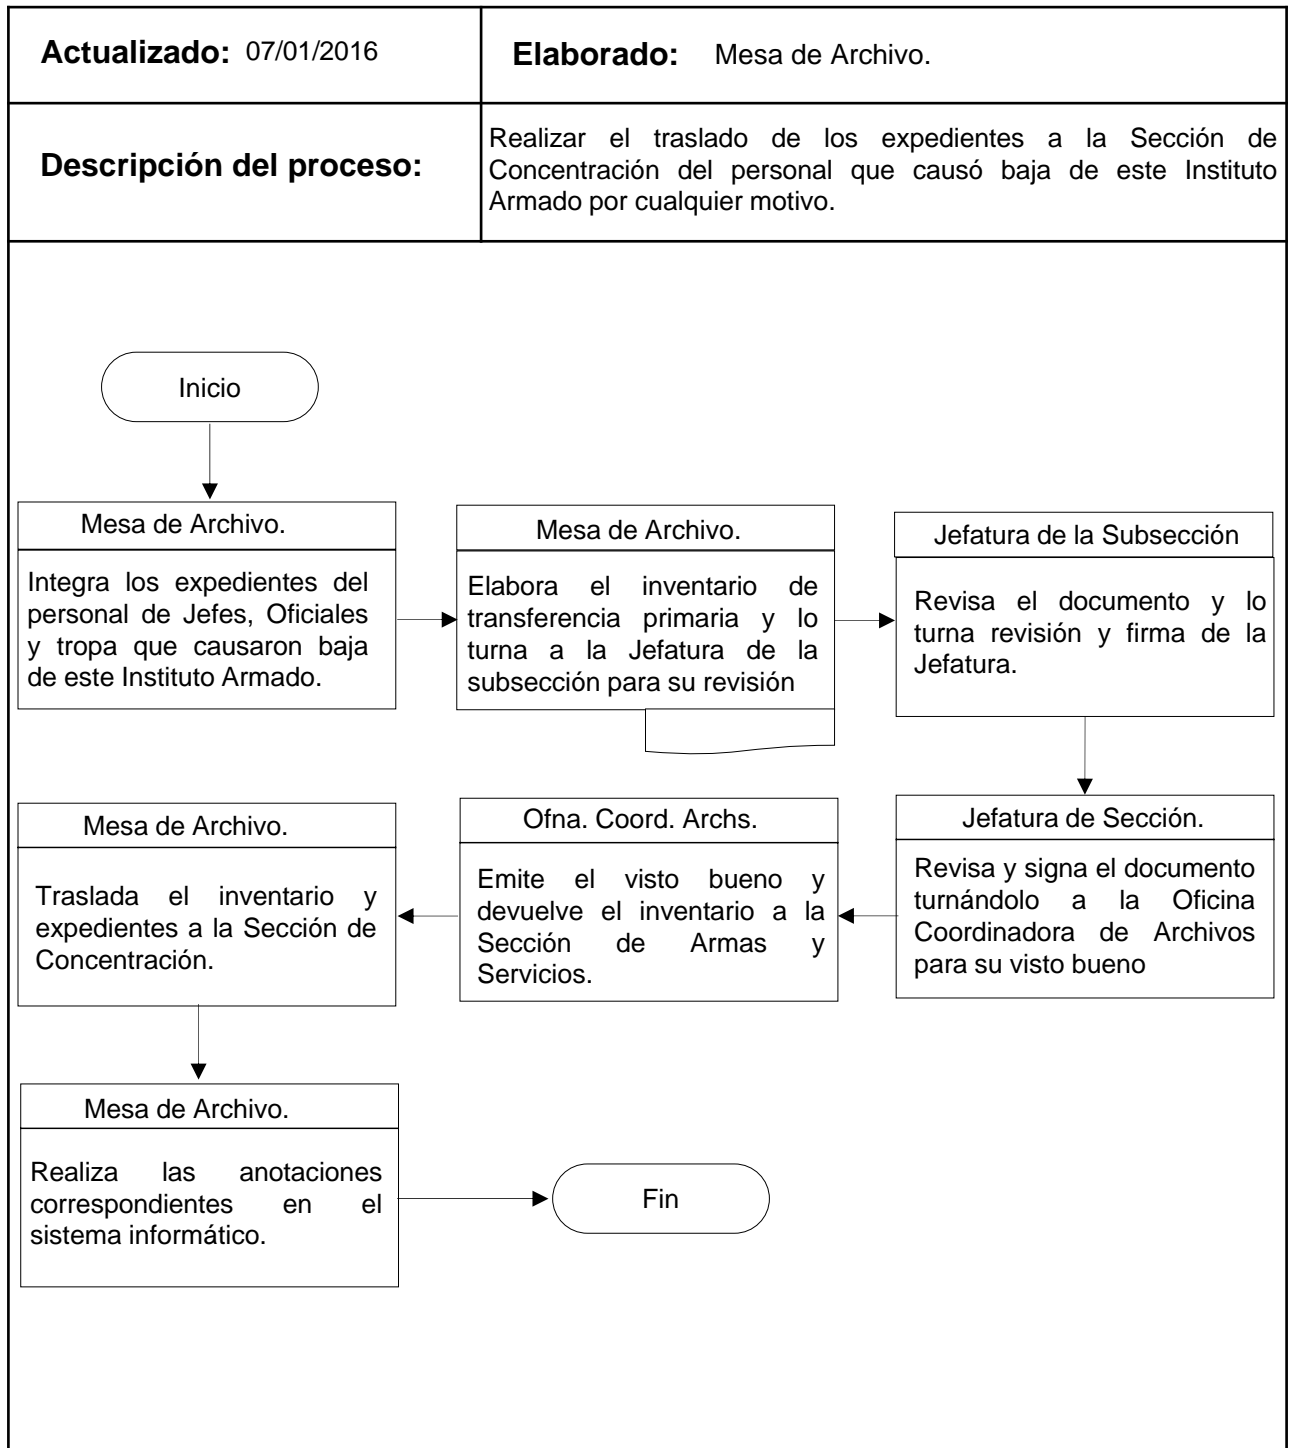 Actualizado: 07/01/2016
Elaborado: Mesa de Archivo.
Descripción del proceso:
Realizar el traslado de los expedientes a la Sección de
Concentración del personal que causó baja de este Instituto
Armado por cualquier motivo.
Inicio
Mesa de Archivo.
Integra los expedientes del
personal de Jefes, Oficiales
y tropa que causaron baja
de este Instituto Armado.
Mesa de Archivo.
Elabora el inventario de
transferencia primaria y lo
turna a la Jefatura de la
subsección para su revisión
Jefatura de la Subsección
Revisa el documento y lo
turna revisión y firma de la
Jefatura.
Jefatura de Sección.
Revisa y signa el documento
turnándolo a la Oficina
Coordinadora de Archivos
para su visto bueno
Ofna. Coord. Archs.
Emite el visto bueno y
devuelve el inventario a la
Sección de Armas y
Servicios.
Mesa de Archivo.
Traslada el inventario y
expedientes a la Sección de
Concentración.
Mesa de Archivo.
Realiza las anotaciones
correspondientes en el
sistema informático.
Fin